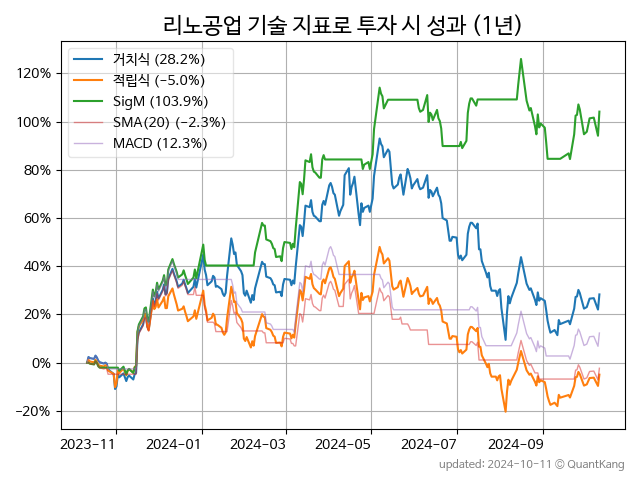 리노공업 기술 지표로 투자 시 성과 (1년)
거치식 (28.2%)
적립식 (−5.0%)
SigM (103.9%)
SMA(20) (−2.3%)
MACD (12.3%)
120%
100%
80%
60%
40%
20%
0%
−20%
2023-11
2024-01
2024-03
2024-05
2024-07
2024-09
updated: 2024-10-11 © QuantKang